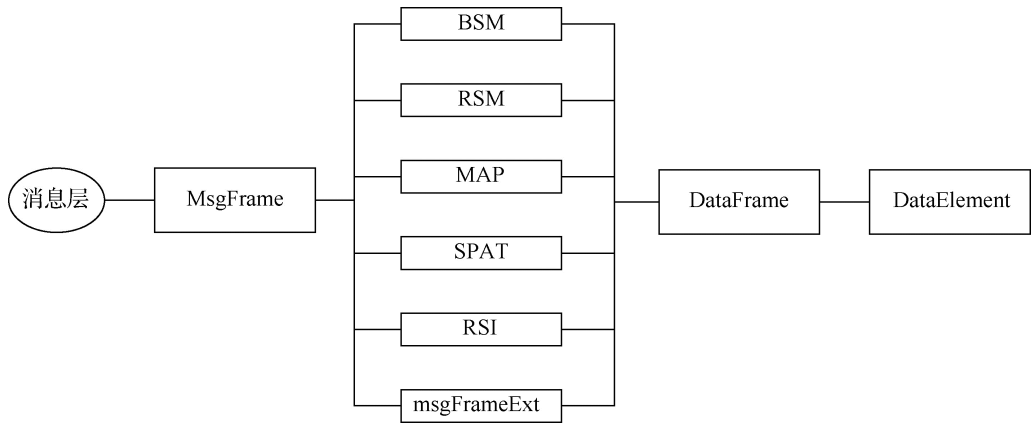 消息层
MsgFrame
BSM
RSM
MAP
SPAT
RSI
msgFrameExt
DataFrame
DataElement